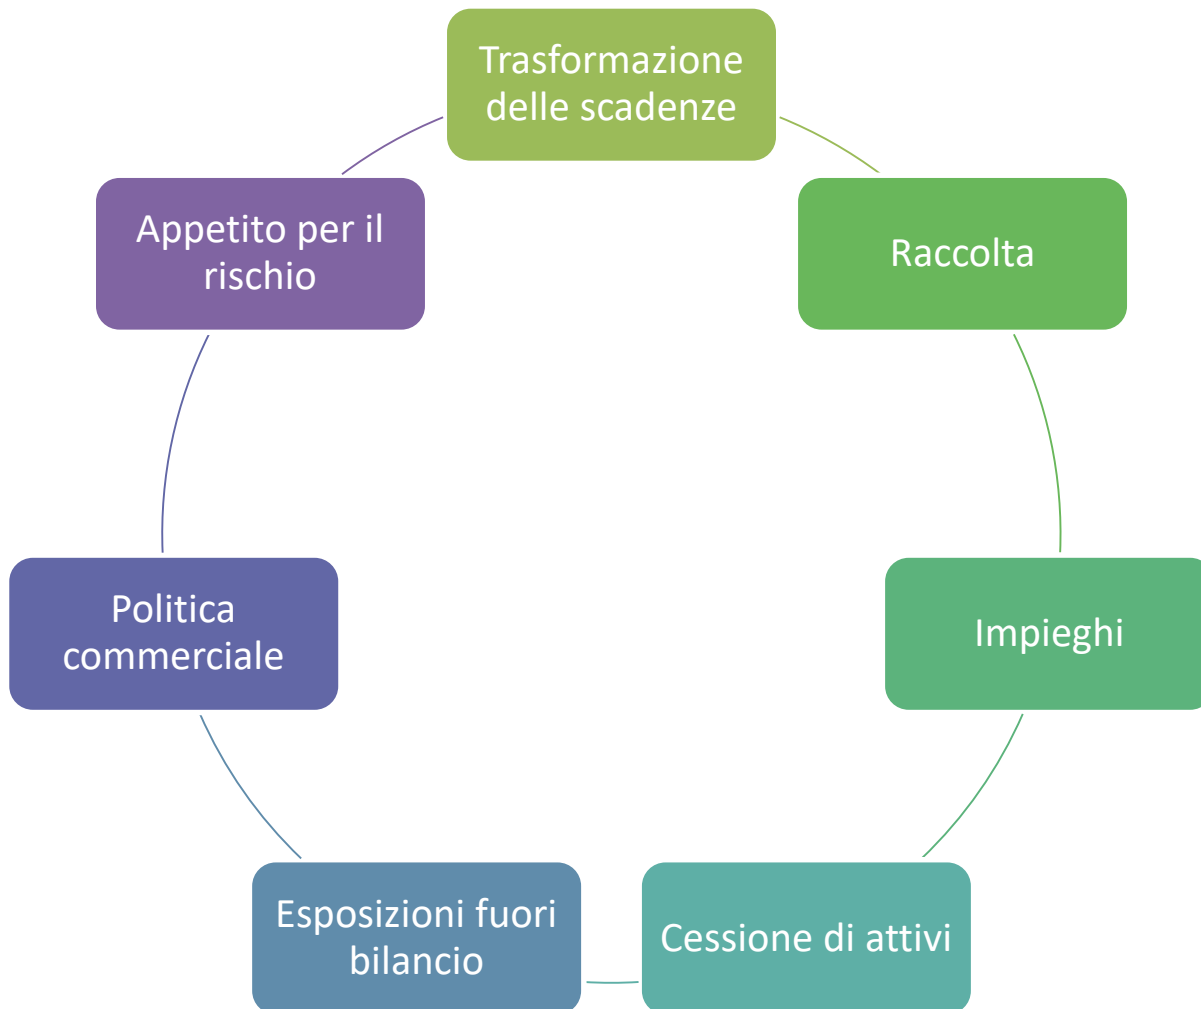 Trasformazione
delle scadenze
Raccolta
Impieghi
Cessione di attivi
Esposizioni fuori
bilancio
Politica
commerciale
Appetito per il
rischio